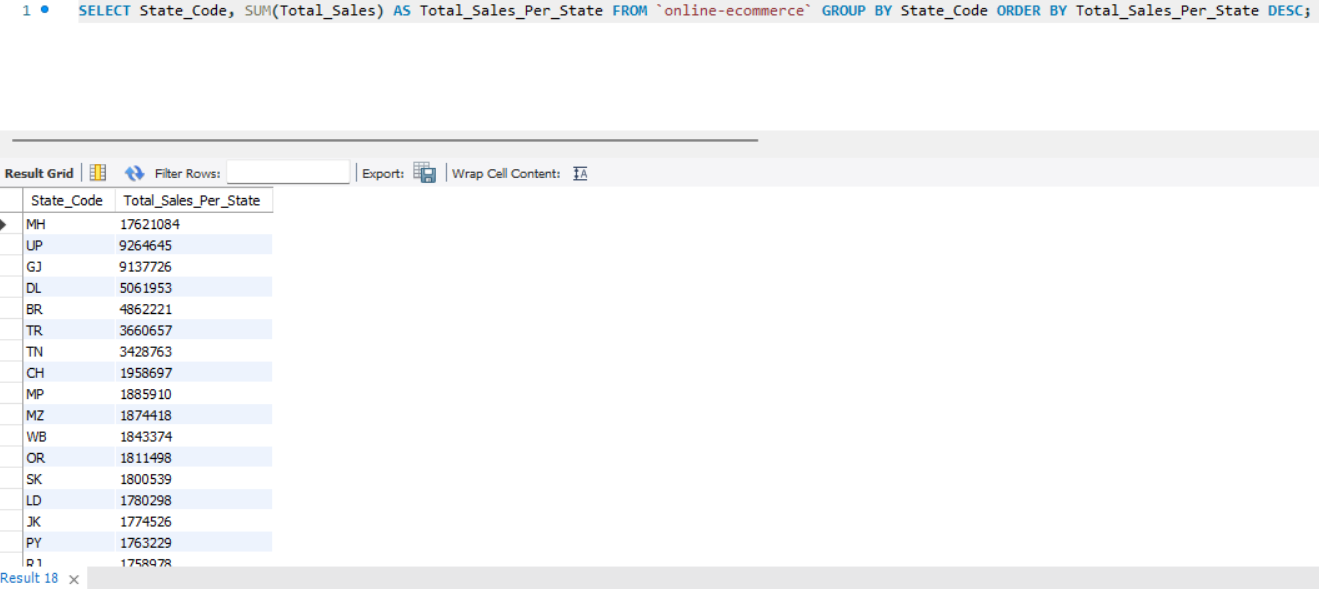 1 SELECT State_Code, SUM(Total_Sales) AS Total_Sales_Per_State FROM `online-ecommerce` GROUP BY State_Code ORDER BY Total_Sales_Per_State DESC;
Result Grid Filter Rows: Export: Wrap Cell Content: IA
State_Code Total_Sales_Per_State
MH 17621084
UP 9264645
GJ 9137726
DL 5061953
BR 4862221
TR 3660657
TN 3428763
CH 1958697
MP 1885910
MZ 1874418
WB 1843374
OR 1811498
SK 1800539
LD 1780298
JK 1774526
PY 1763229
RJ 1758978
Result 18